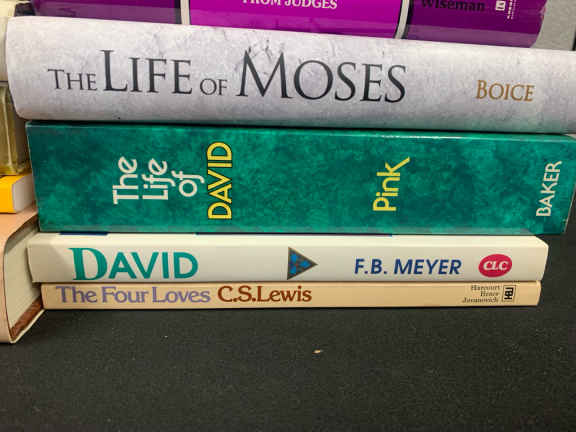 FROM JUDGES
Wiseman
THE LIFE OF MOSES BOICE
The
Life
of
DAVID
Pink
BAKER
DAVID F.B. MEYER CLC
The Four Loves C.S.Lewis
Harcourt
Brace
Jovanovich
HBJ